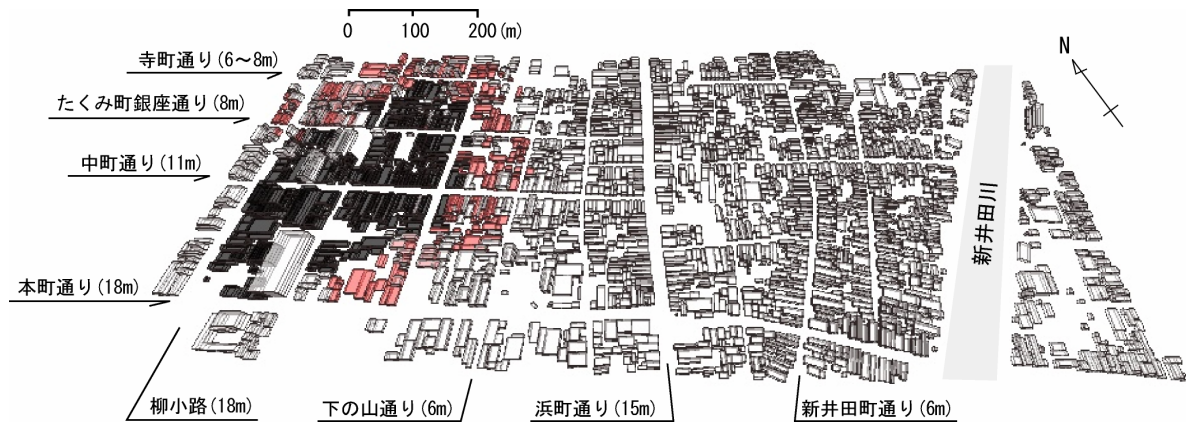 0 100 200(m)
N
寺町通り(6～8m)
たくみ町銀座通り(8m)
中町通り(11m)
本町通り(18m)
新井田川
柳小路(18m)
下の山通り(6m)
浜町通り(15m)
新井田町通り(6m)